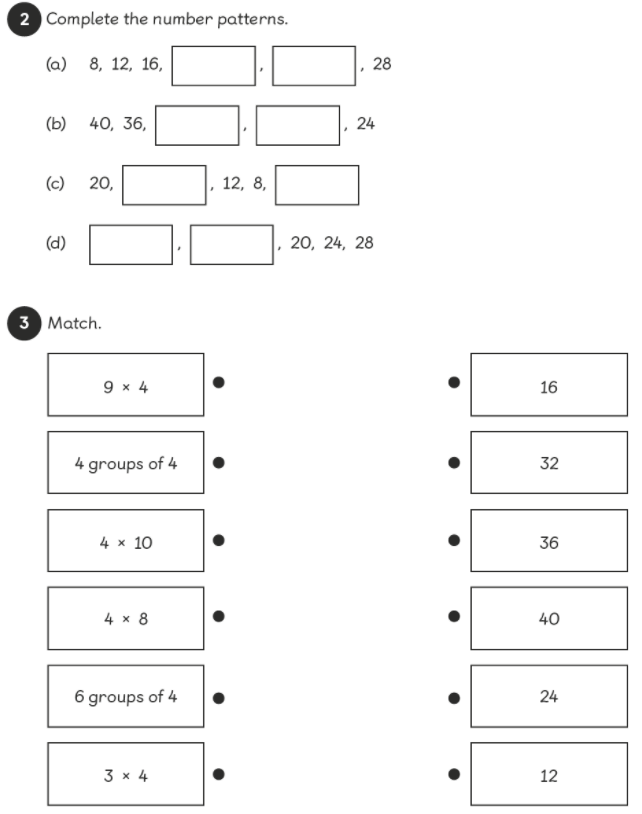 2 Complete the number patterns.
(a) 8, 12, 16, , , 28
(b) 40, 36, , , 24
(c) 20, , 12, 8,
(d) , , 20, 24, 28
3 Match.
9 × 4 16
4 groups of 4 32
4 × 10 36
4 × 8 40
6 groups of 4 24
3 × 4 12